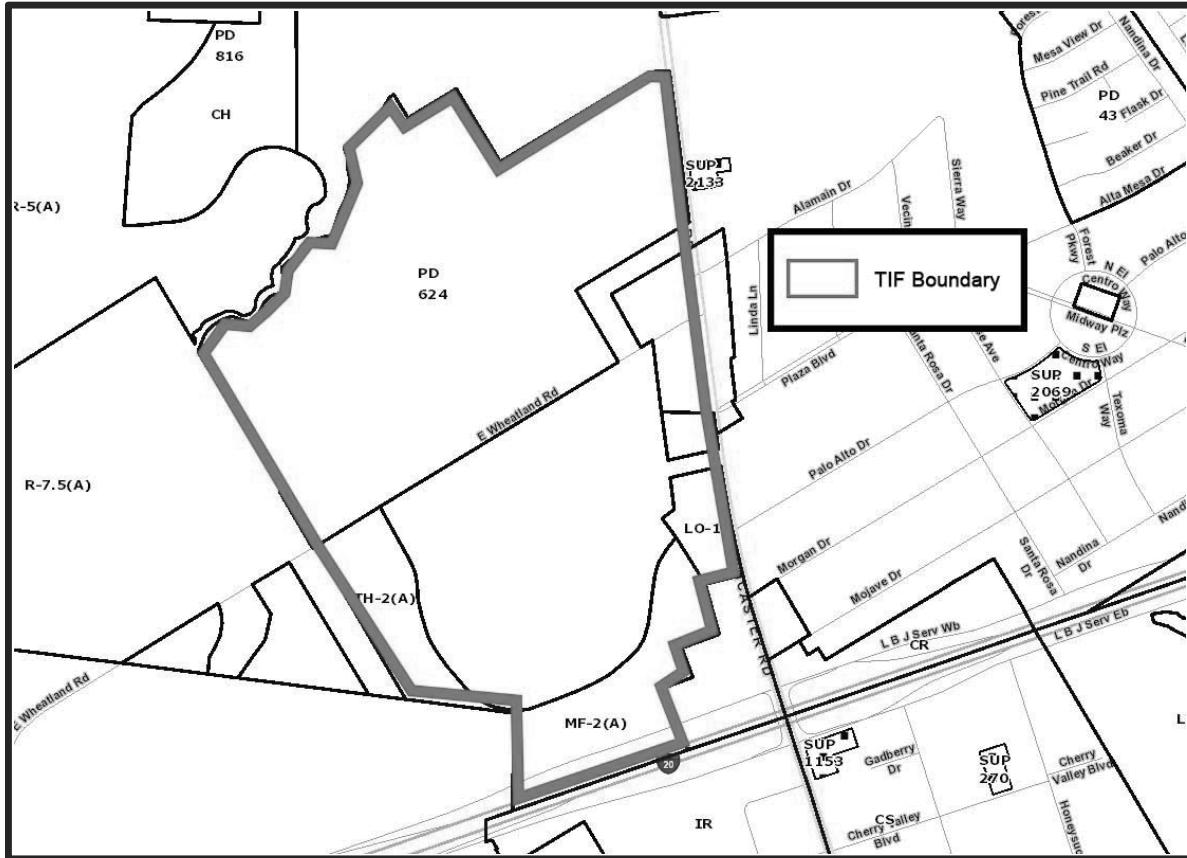 PD
816
CH
R-5(A)
PD
624
R-7.5(A)
E Wheatland Rd
E Wheatland Rd
TH-2(A)
MF-2(A)
LO-1
SUP
2133
Alamain Dr
Linda Ln
Plaza Blvd
Sierra Way
Santa Rosa Dr
TIF Boundary
Mesa View Dr
Pine Trail Rd
PD
43
Flask Dr
Beaker Dr
Alta Mesa Dr
Nandina Dr
Forest
Pkwy
N El
Centro Way
Palo Alto
Midway Plz
S El
Centro Way
SUP
2069
Texoma
Way
Palo Alto Dr
Morgan Dr
Mojave Dr
Santa Rosa
Dr
Nandina
Dr
L B J Serv Wb
CR
L B J Serv Eb
CASTER RD
20
SUP
1153
Gadberry
Dr
SUP
270
Cherry
Valley Blvd
IR
CS
Cherry Valley
Blvd